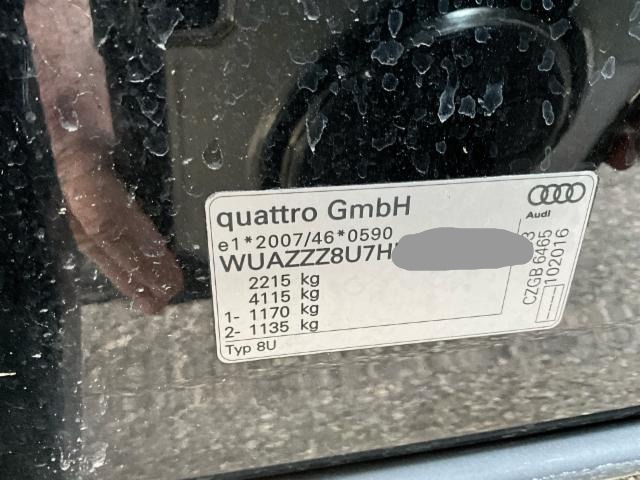 quattro GmbH
Audi
e1*2007/46*0590
WUAZZZ8U7H
2215 kg
4115 kg
1- 1170 kg
2- 1135 kg
Typ 8U
3
CZGB 6465
102016